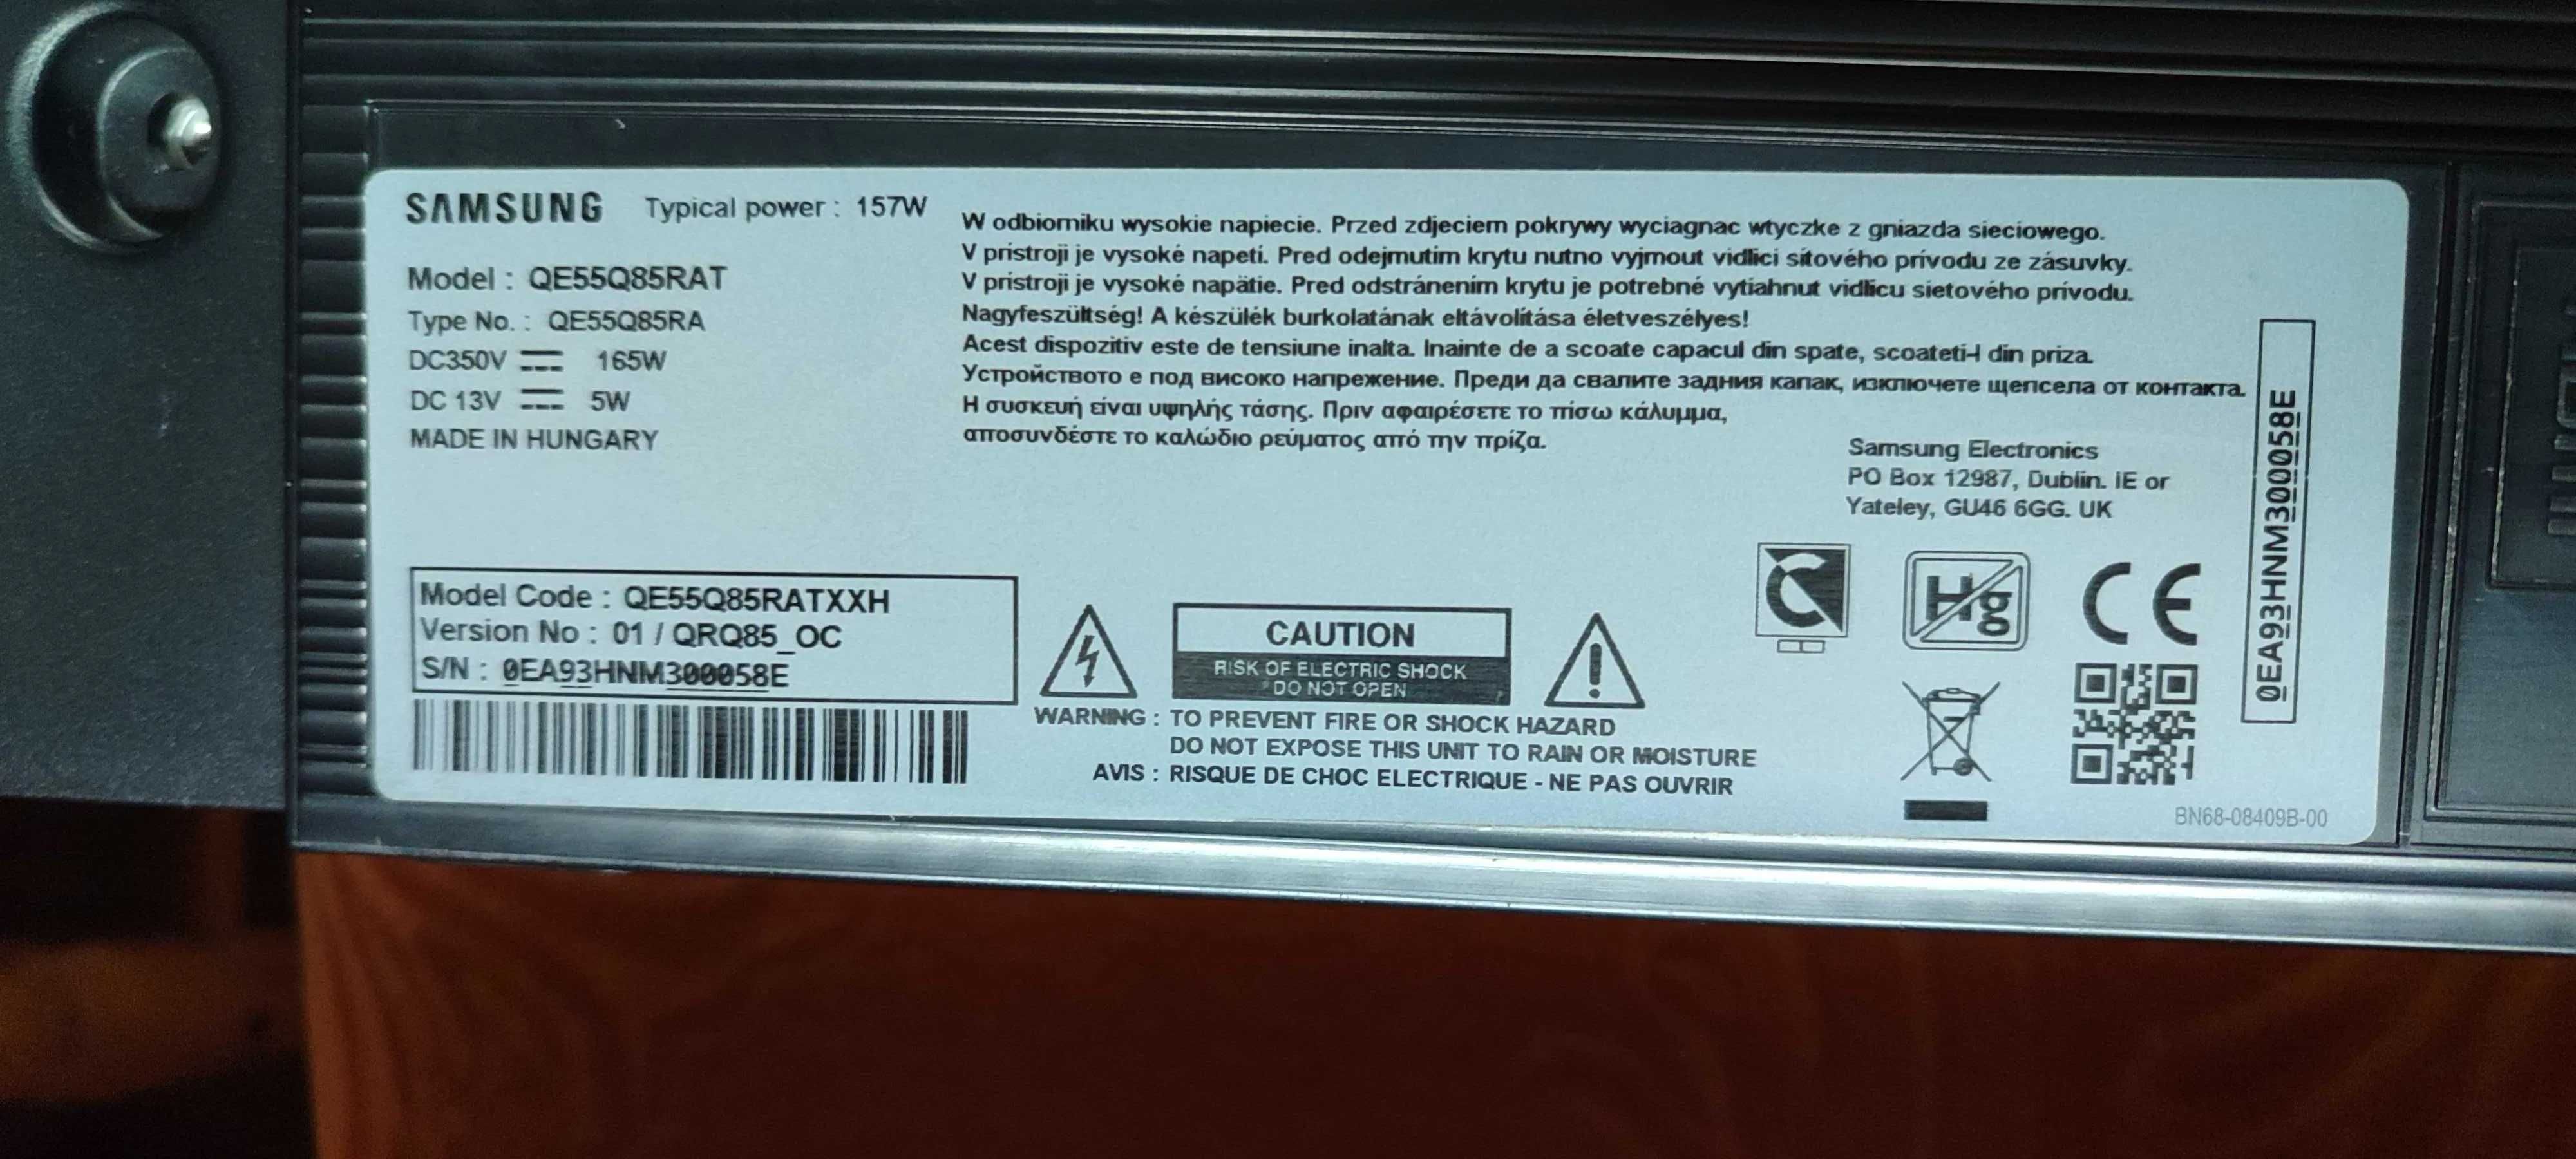 SAMSUNG Typical power : 157W
Model : QE55Q85RAT
Type No. : QE55Q85RA
DC350V 165W
DC 13V 5W
MADE IN HUNGARY
W odbiorniku wysokie napiecie. Przed zdjeciem pokrywy wyciagnac wtyczke z gniazda sieciowego.
V prístroji je vysoké napetí. Pred odejmutím krytu nutno vyjmout vidlici sítového prívodu ze zásuvky.
V prístroji je vysoké napätie. Pred odstránením krytu je potrebné vytiahnut vidlicu sietového prívodu.
Nagyfeszültség! A készülék burkolatának eltávolítása életveszélyes!
Acest dispozitiv este de tensiune inalta. Inainte de a scoate capacul din spate, scoateti-l din priza.
Устройството е под високо напрежение. Преди да свалите задния капак, изключете щепсела от контакта.
Η συσκευή είναι υψηλής τάσης. Πριν αφαιρέσετε το πίσω κάλυμμα,
αποσυνδέστε το καλώδιο ρεύματος από την πρίζα.
Samsung Electronics
PO Box 12987, Dublin. IE or
Yateley, GU46 6GG. UK
0EA93HNM300058E
Model Code : QE55Q85RATXXH
Version No : 01 / QRQ85_OC
S/N : 0EA93HNM300058E
CAUTION
RISK OF ELECTRIC SHOCK
DO NOT OPEN
WARNING : TO PREVENT FIRE OR SHOCK HAZARD
DO NOT EXPOSE THIS UNIT TO RAIN OR MOISTURE
AVIS : RISQUE DE CHOC ELECTRIQUE - NE PAS OUVRIR
Hg
CE
BN68-08409B-00